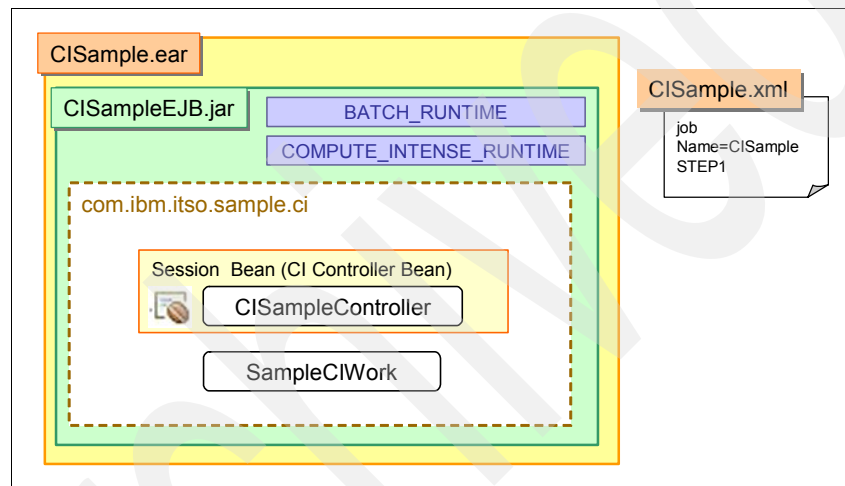 CISample.ear
CISampleEJB.jar
BATCH_RUNTIME
COMPUTE_INTENSE_RUNTIME
com.ibm.itso.sample.ci
Session Bean (CI Controller Bean)
CISampleController
SampleCIWork
CISample.xml
job
Name=CISample
STEP1